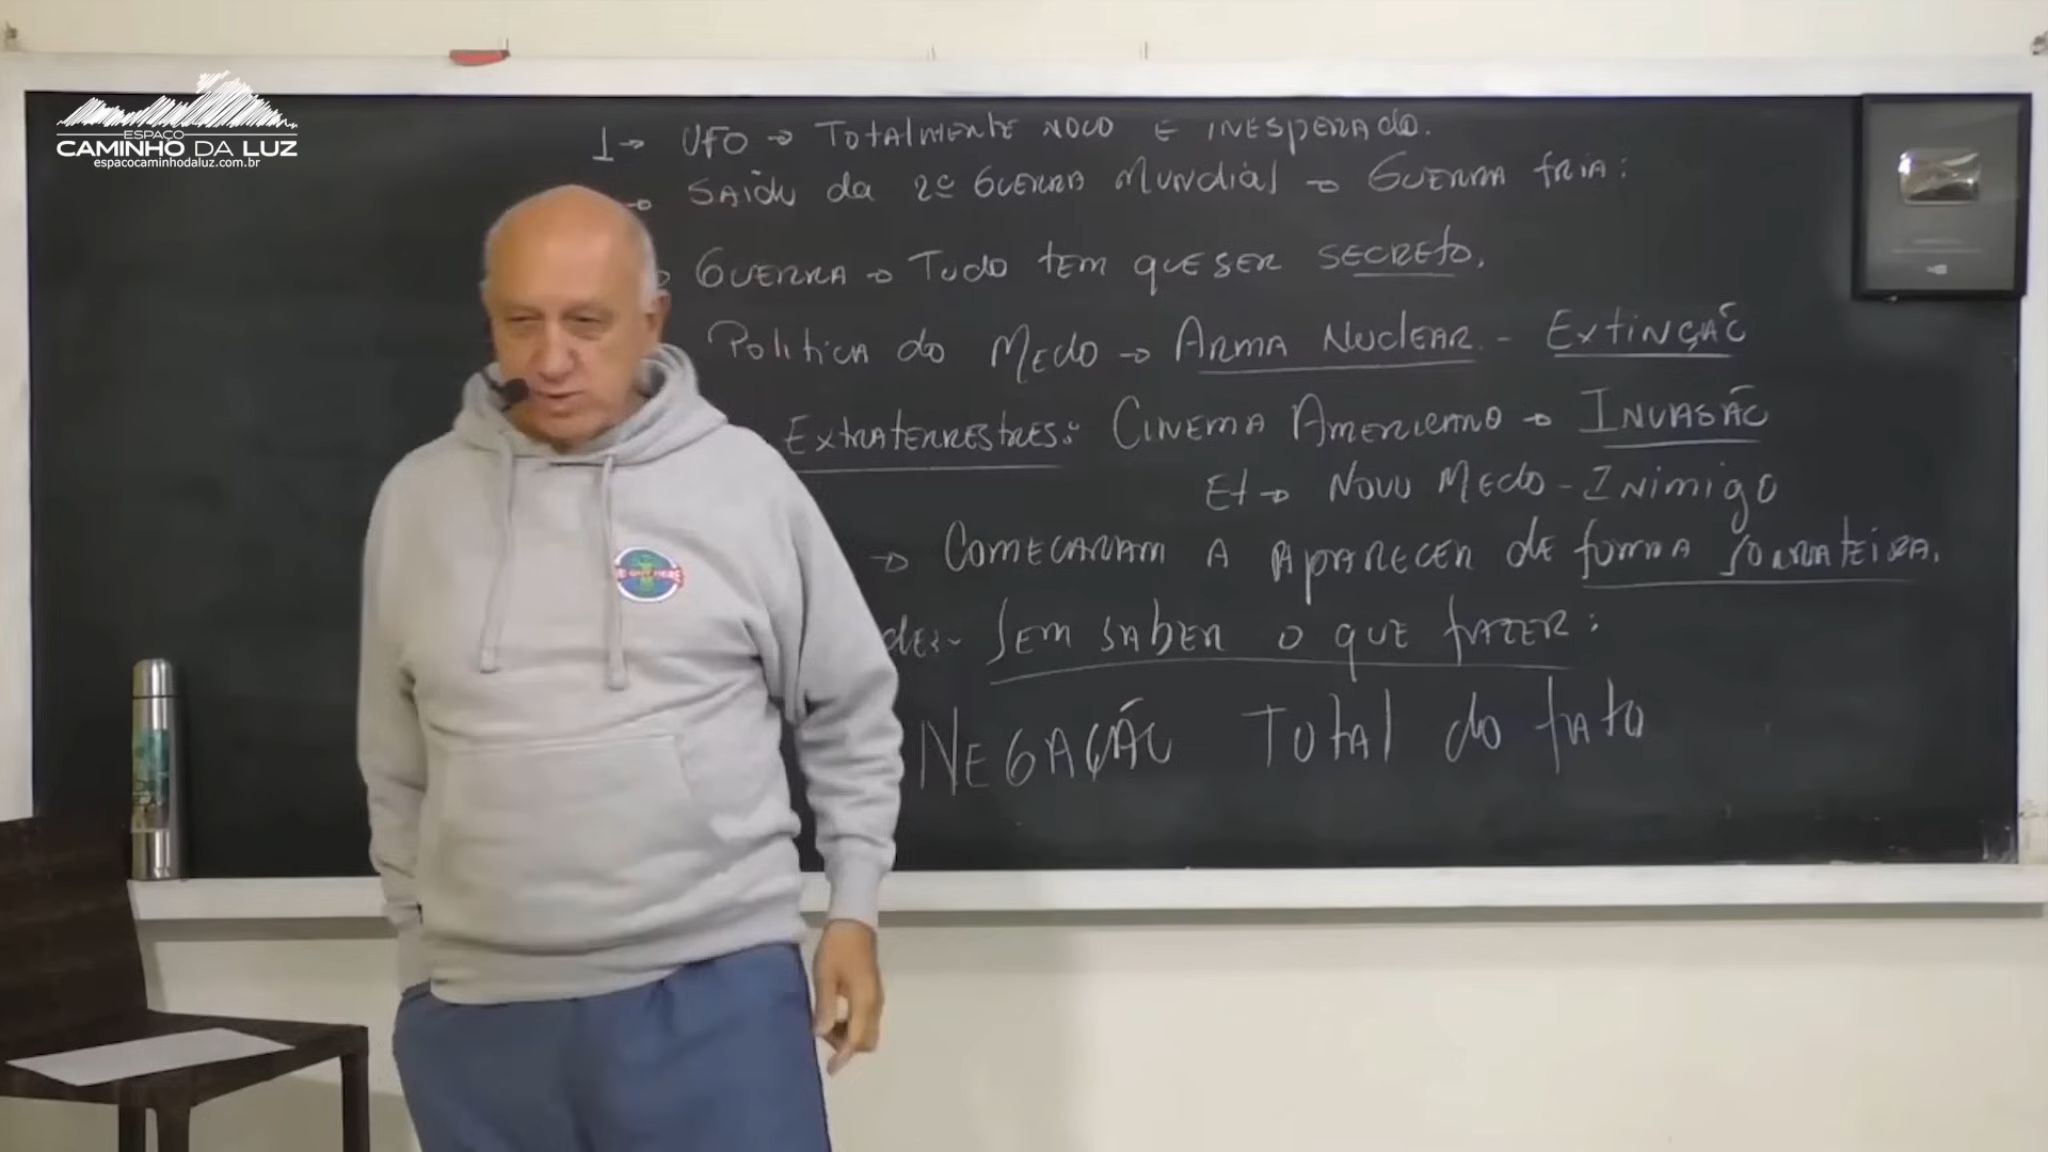 ESPAÇO
CAMINHO DA LUZ
espacocaminhodaluz.com.br
1→ UFO → Totalmente novo e inesperado.
→ Saiu da 2ª Guerra Mundial → Guerra fria:
Guerra → Tudo tem que ser secreto.
Politica do Medo → Arma Nuclear - Extinção
Extraterrestres: Cinema Americano → Invasão
Et → Novo Medo - Inimigo
→ Comecaram a aparecer de forma sorrateira.
des - Sem saber o que fazer:
Negação Total do fato